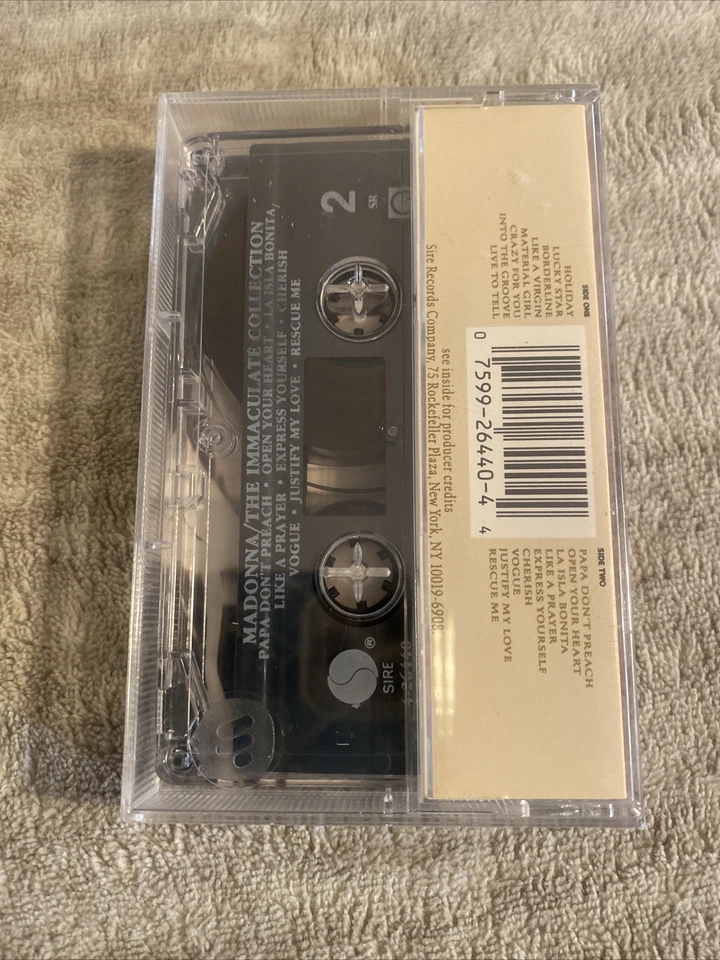 SIDE ONE
HOLIDAY
LUCKY STAR
BORDERLINE
LIKE A VIRGIN
MATERIAL GIRL
CRAZY FOR YOU
INTO THE GROOVE
LIVE TO TELL
0 7599-26440-4 4
SIDE TWO
PAPA DON'T PREACH
OPEN YOUR HEART
LA ISLA BONITA
LIKE A PRAYER
EXPRESS YOURSELF
CHERISH
VOGUE
JUSTIFY MY LOVE
RESCUE ME
see inside for producer credits
Sire Records Company, 75 Rockefeller Plaza, New York, NY 10019-6908
2
SR
SIRE
®
MADONNA/THE IMMACULATE COLLECTION
PAPA DON'T PREACH • OPEN YOUR HEART • LA ISLA BONITA/
LIKE A PRAYER • EXPRESS YOURSELF • CHERISH
VOGUE • JUSTIFY MY LOVE • RESCUE ME